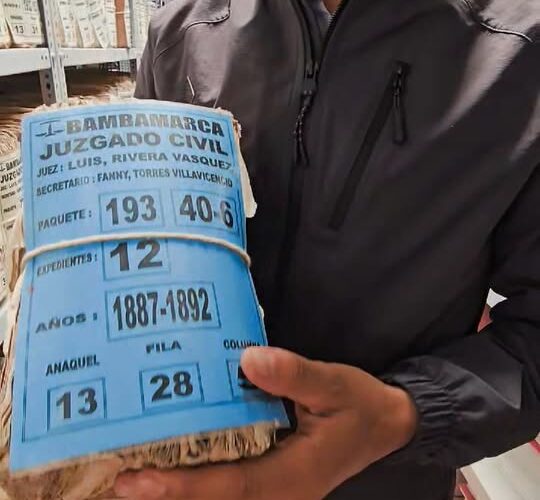 BAMBAMARCA
JUZGADO CIVIL
JUEZ: LUIS, RIVERA VASQUEZ
SECRETARIO: FANNY, TORRES VILLAVICENCIO
PAQUETE: 193 40-6
EXPEDIENTES: 12
AÑOS: 1887-1892
ANAQUEL FILA
13 28